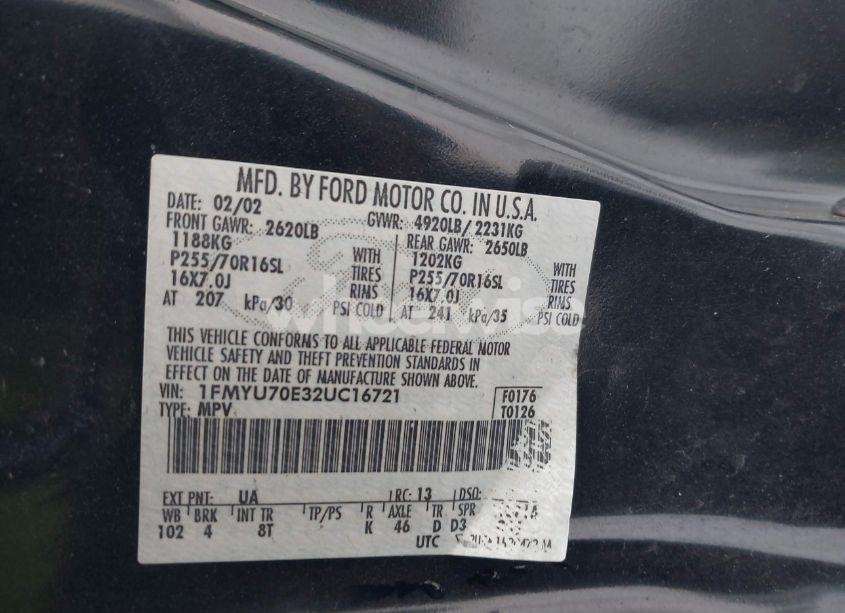 MFD. BY FORD MOTOR CO. IN U.S.A.
DATE: 02/02 GVWR: 4920LB/ 2231KG
FRONT GAWR: 2620LB REAR GAWR: 2650LB
1188KG WITH 1202KG WITH
P255/70R16SL TIRES P255/70R16SL TIRES
16X7.0J RIMS 16X7.0J RIMS
AT 207 kPa/30 PSI COLD AT 241 kPa/35 PSI COLD
wheelwise
THIS VEHICLE CONFORMS TO ALL APPLICABLE FEDERAL MOTOR
VEHICLE SAFETY AND THEFT PREVENTION STANDARDS IN
EFFECT ON THE DATE OF MANUFACTURE SHOWN ABOVE.
VIN: 1FMYU70E32UC16721 F0176
TYPE: MPV T0126
EXT PNT: UA RC: 13 DSO:
WB BRK INT TR TP/PS R AXLE TR SPR
102 4 8T K 46 D D3
UTC